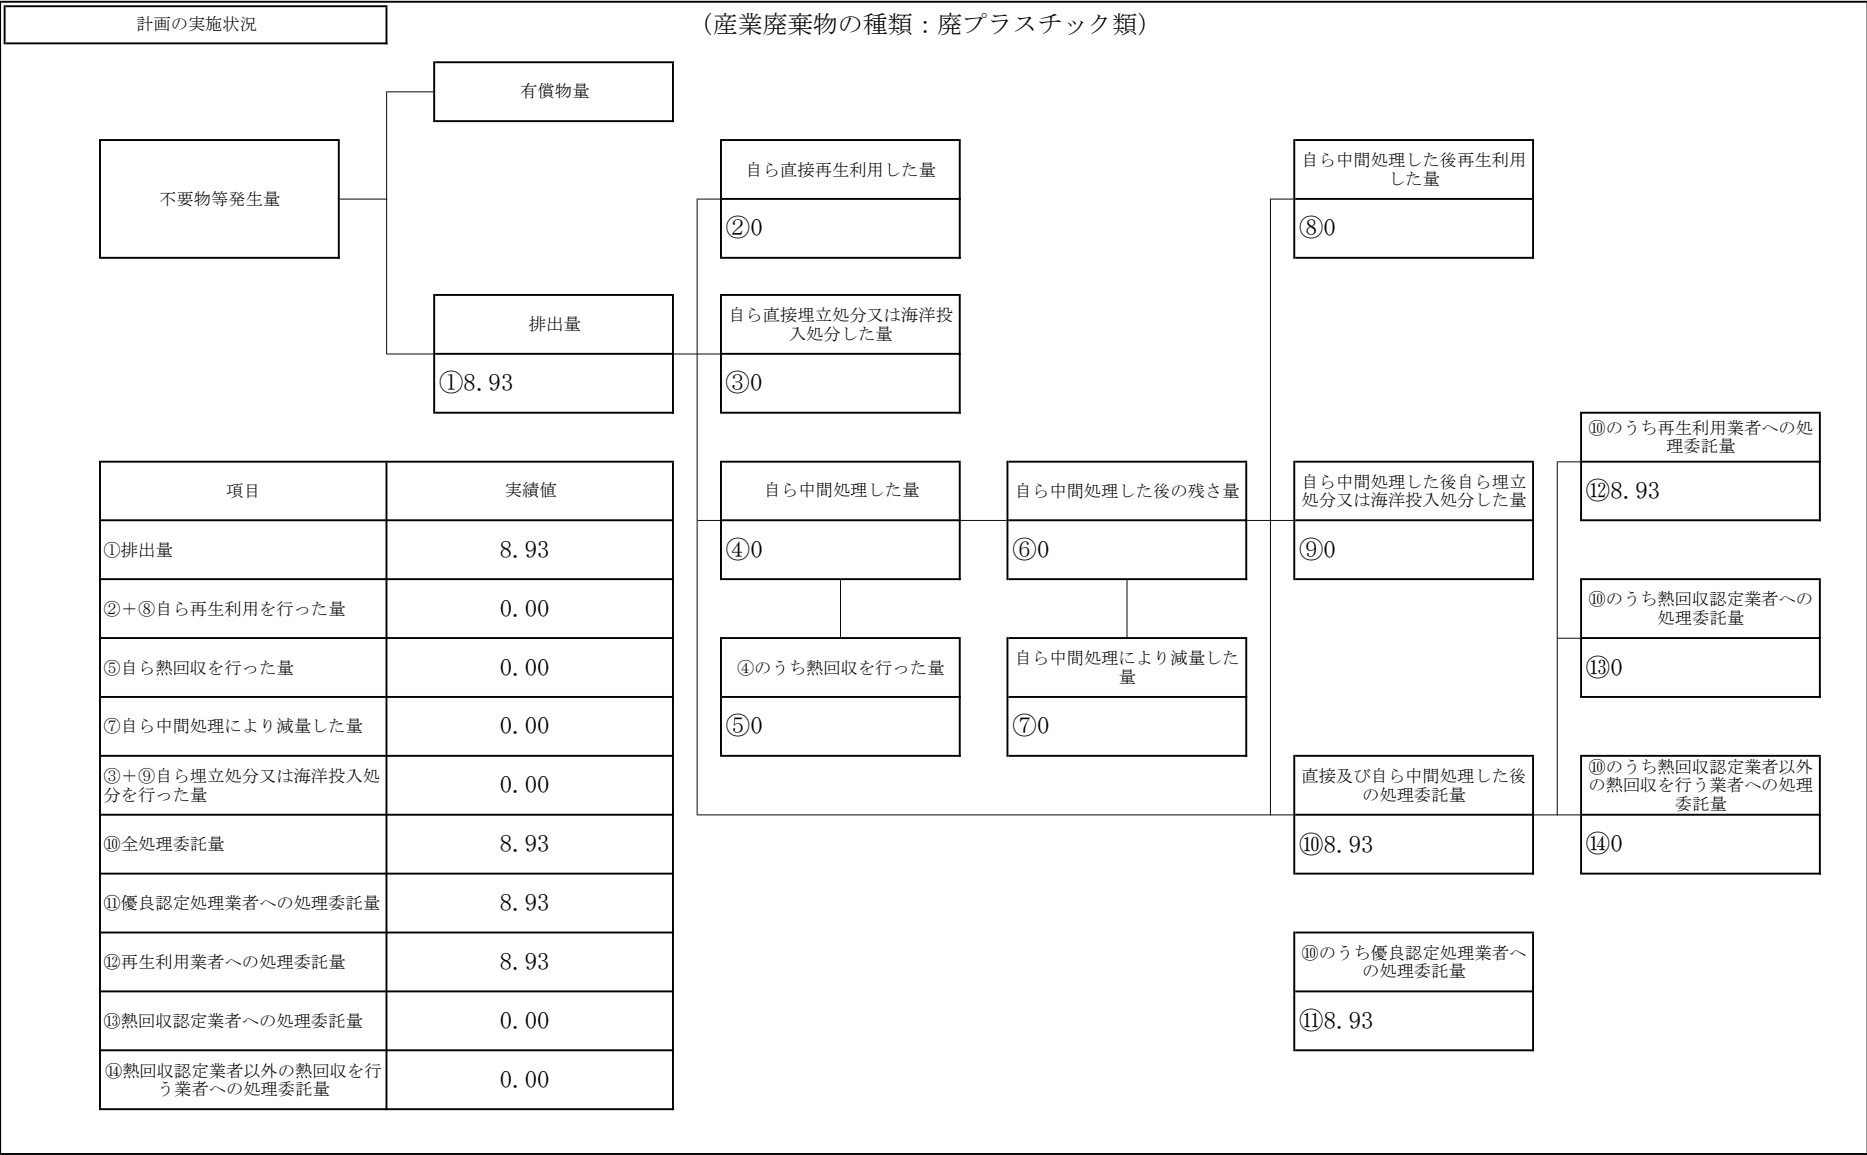 計画の実施状況
（産業廃棄物の種類：廃プラスチック類）
有償物量
不要物等発生量
排出量
①8.93
自ら直接再生利用した量
②0
自ら直接埋立処分又は海洋投
入処分した量
③0
自ら中間処理した量
④0
④のうち熱回収を行った量
⑤0
自ら中間処理した後の残さ量
⑥0
自ら中間処理により減量した
量
⑦0
自ら中間処理した後再生利用
した量
⑧0
自ら中間処理した後自ら埋立
処分又は海洋投入処分した量
⑨0
直接及び自ら中間処理した後
の処理委託量
⑩8.93
⑩のうち優良認定処理業者へ
の処理委託量
⑪8.93
⑩のうち再生利用業者への処
理委託量
⑫8.93
⑩のうち熱回収認定業者への
処理委託量
⑬0
⑩のうち熱回収認定業者以外
の熱回収を行う業者への処理
委託量
⑭0
項目 実績値
①排出量 8.93
②＋⑧自ら再生利用を行った量 0.00
⑤自ら熱回収を行った量 0.00
⑦自ら中間処理により減量した量 0.00
③＋⑨自ら埋立処分又は海洋投入処
分を行った量 0.00
⑩全処理委託量 8.93
⑪優良認定処理業者への処理委託量 8.93
⑫再生利用業者への処理委託量 8.93
⑬熱回収認定業者への処理委託量 0.00
⑭熱回収認定業者以外の熱回収を行
う業者への処理委託量 0.00